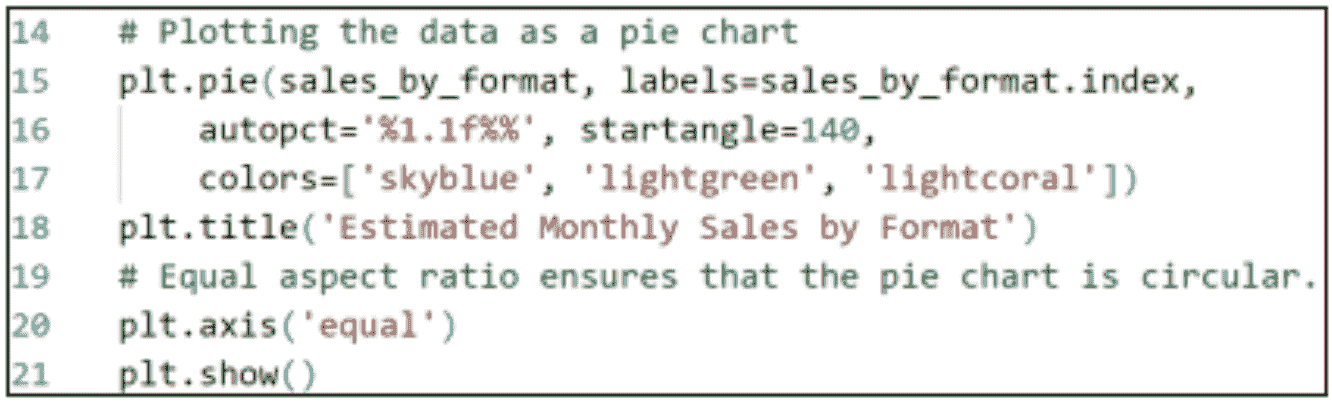 14 # Plotting the data as a pie chart
15 plt.pie(sales_by_format, labels=sales_by_format.index,
16 autopct='%1.1f%%', startangle=140,
17 colors=['skyblue', 'lightgreen', 'lightcoral'])
18 plt.title('Estimated Monthly Sales by Format')
19 # Equal aspect ratio ensures that the pie chart is circular.
20 plt.axis('equal')
21 plt.show()